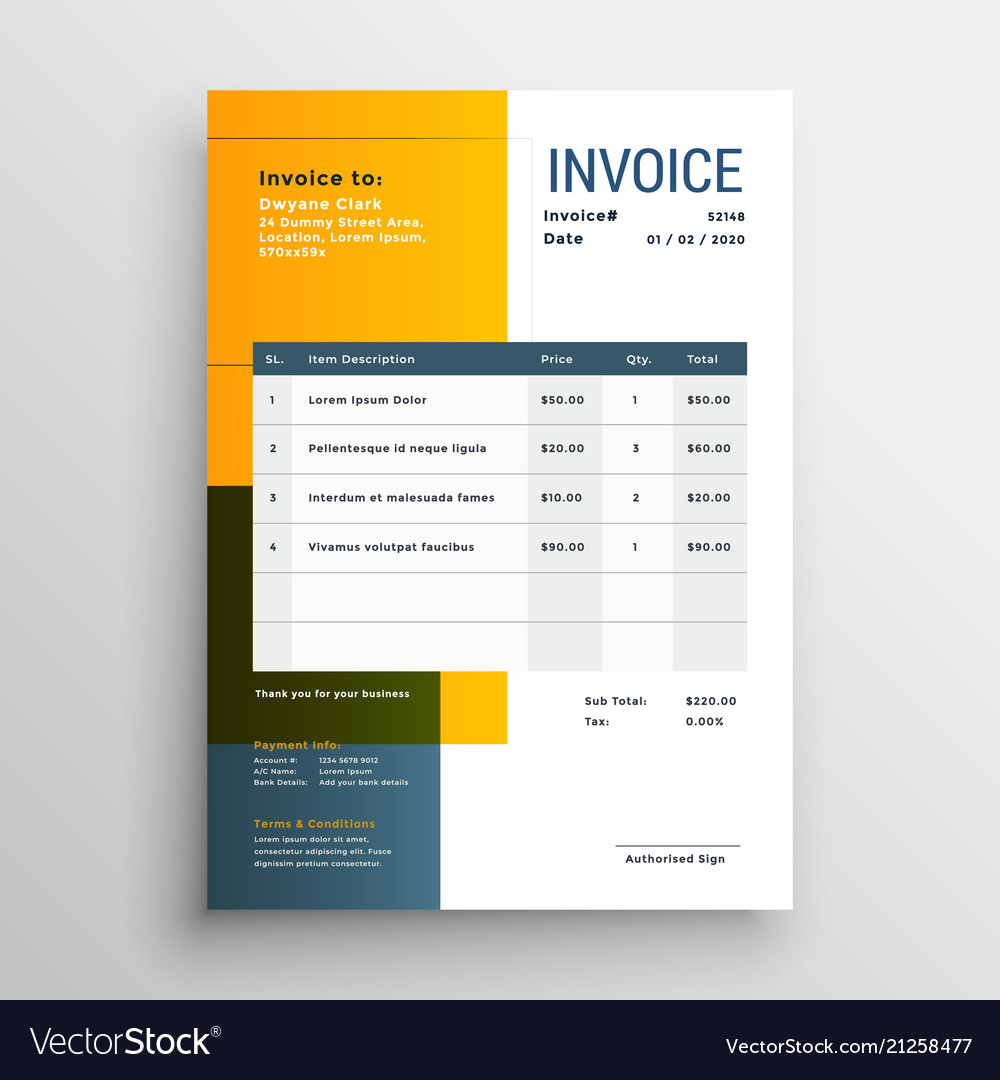 Invoice to:
Dwyane Clark
24 Dummy Street Area,
Location, Lorem Ipsum,
570xx59x
INVOICE
Invoice# 52148
Date 01 / 02 / 2020
SL. Item Description Price Qty. Total
1 Lorem Ipsum Dolor $50.00 1 $50.00
2 Pellentesque id neque ligula $20.00 3 $60.00
3 Interdum et malesuada fames $10.00 2 $20.00
4 Vivamus volutpat faucibus $90.00 1 $90.00
Thank you for your business
Sub Total: $220.00
Tax: 0.00%
Payment Info:
Account #: 1234 5678 9012
A/C Name: Lorem Ipsum
Bank Details: Add your bank details
Terms & Conditions
Lorem ipsum dolor sit amet,
consectetur adipiscing elit. Fusce
dignissim pretium consectetur.
Authorised Sign
VectorStock®
VectorStock.com/21258477